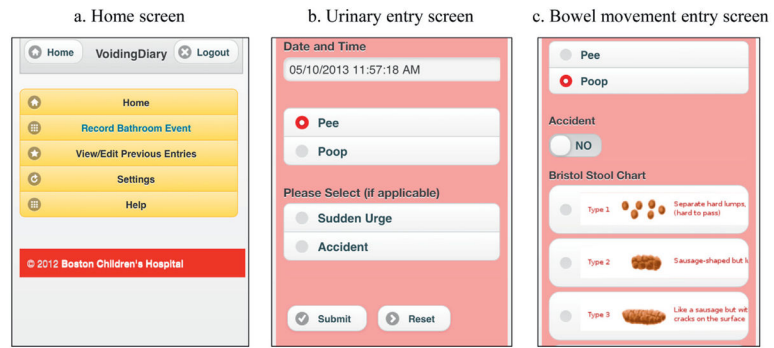 a. Home screen
b. Urinary entry screen
c. Bowel movement entry screen
Home
VoidingDiary
Logout
Home
Record Bathroom Event
View/Edit Previous Entries
Settings
Help
© 2012 Boston Children's Hospital
Date and Time
05/10/2013 11:57:18 AM
Pee
Poop
Please Select (if applicable)
Sudden Urge
Accident
Submit
Reset
Pee
Poop
Accident
NO
Bristol Stool Chart
Type 1
Separate hard lumps,
(hard to pass)
Type 2
Sausage-shaped but
Type 3
Like a sausage but
cracks on the surface